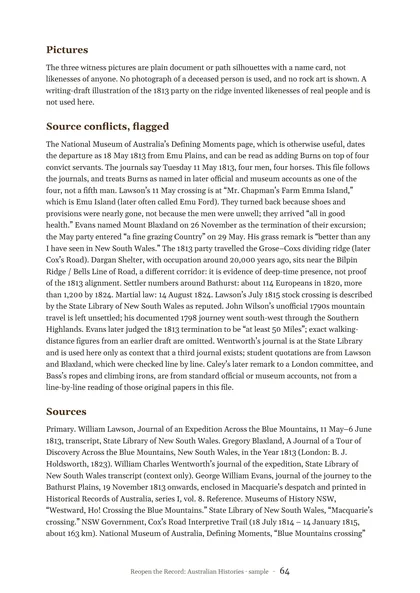 Pictures
The three witness pictures are plain document or path silhouettes with a name card, not
likenesses of anyone. No photograph of a deceased person is used, and no rock art is shown. A
writing-draft illustration of the 1813 party on the ridge invented likenesses of real people and is
not used here.
Source conflicts, flagged
The National Museum of Australia's Defining Moments page, which is otherwise useful, dates
the departure as 18 May 1813 from Emu Plains, and can be read as adding Burns on top of four
convict servants. The journals say Tuesday 11 May 1813, four men, four horses. This file follows
the journals, and treats Burns as named in later official and museum accounts as one of the
four, not a fifth man. Lawson's 11 May crossing is at “Mr. Chapman's Farm Emma Island,”
which is Emu Island (later often called Emu Ford). They turned back because shoes and
provisions were nearly gone, not because the men were unwell; they arrived “all in good
health.” Evans named Mount Blaxland on 26 November as the termination of their excursion;
the May party entered “a fine grazing Country” on 29 May. His grass remark is “better than any
I have seen in New South Wales.” The 1813 party travelled the Grose–Coxs dividing ridge (later
Cox's Road). Dargan Shelter, with occupation around 20,000 years ago, sits near the Bilpin
Ridge / Bells Line of Road, a different corridor: it is evidence of deep-time presence, not proof
of the 1813 alignment. Settler numbers around Bathurst: about 114 Europeans in 1820, more
than 1,200 by 1824. Martial law: 14 August 1824. Lawson's July 1815 stock crossing is described
by the State Library of New South Wales as reputed. John Wilson's unofficial 1790s mountain
travel is left unsettled; his documented 1798 journey went south-west through the Southern
Highlands. Evans later judged the 1813 termination to be “at least 50 Miles”; exact walking-
distance figures from an earlier draft are omitted. Wentworth's journal is at the State Library
and is used here only as context that a third journal exists; student quotations are from Lawson
and Blaxland, which were checked line by line. Caley's later remark to a London committee, and
Bass's ropes and climbing irons, are from standard official or museum accounts, not from a
line-by-line reading of those original papers in this file.
Sources
Primary. William Lawson, Journal of an Expedition Across the Blue Mountains, 11 May–6 June
1813, transcript, State Library of New South Wales. Gregory Blaxland, A Journal of a Tour of
Discovery Across the Blue Mountains, New South Wales, in the Year 1813 (London: B. J.
Holdsworth, 1823). William Charles Wentworth's journal of the expedition, State Library of
New South Wales transcript (context only). George William Evans, journal of the journey to the
Bathurst Plains, 19 November 1813 onwards, enclosed in Macquarie's despatch and printed in
Historical Records of Australia, series I, vol. 8. Reference. Museums of History NSW,
“Westward, Ho! Crossing the Blue Mountains.” State Library of New South Wales, “Macquarie's
crossing.” NSW Government, Cox's Road Interpretive Trail (18 July 1814 – 14 January 1815,
about 163 km). National Museum of Australia, Defining Moments, “Blue Mountains crossing”
Reopen the Record: Australian Histories · sample · 64